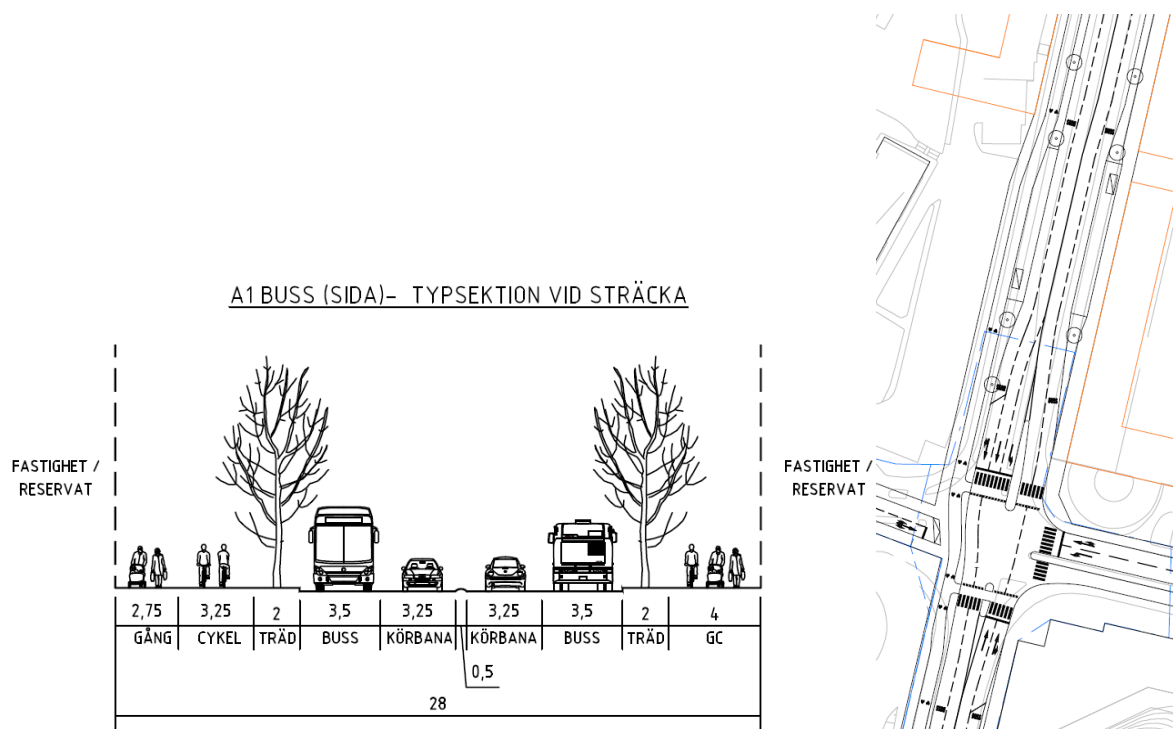 A1 BUSS (SIDA)- TYPSEKTION VID STRÄCKA
FASTIGHET /
RESERVAT
FASTIGHET /
RESERVAT
2,75 3,25 2 3,5 3,25 3,25 3,5 2 4
GÅNG CYKEL TRÄD BUSS KÖRBANA KÖRBANA BUSS TRÄD GC
0,5
28